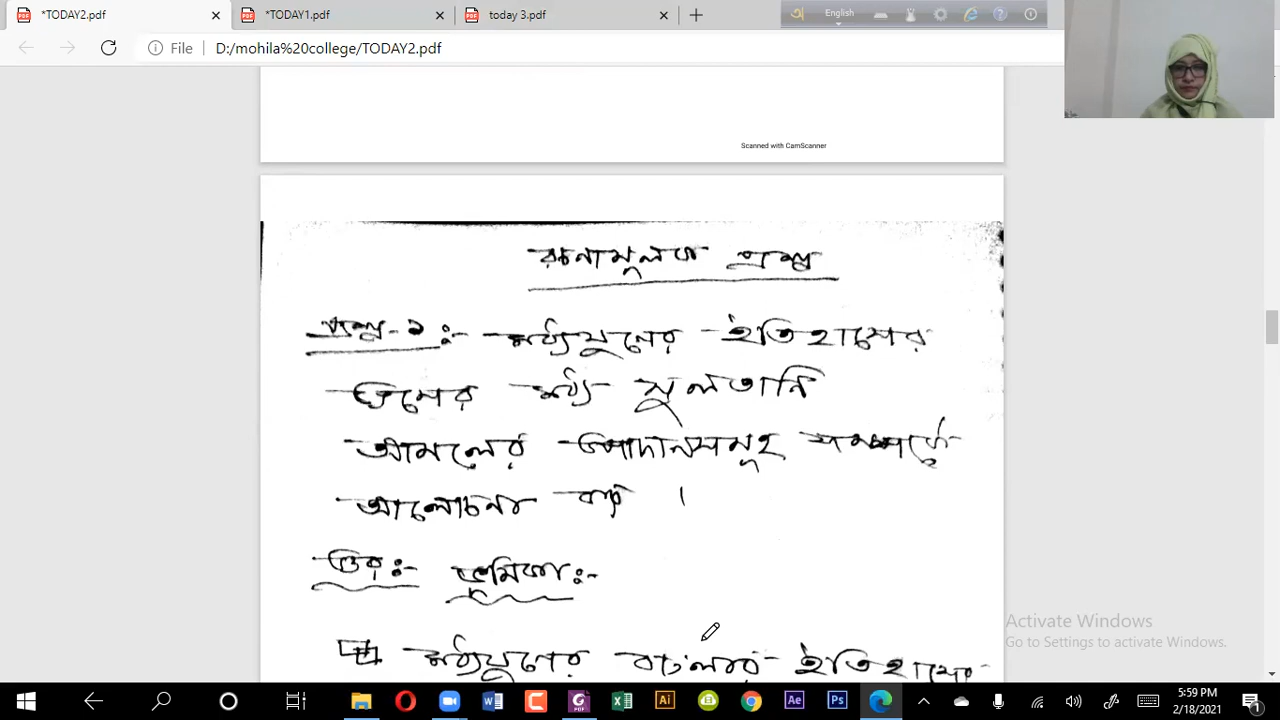 *TODAY2.pdf
*TODAY1.pdf
today 3.pdf
English
File D:/mohila%20college/TODAY2.pdf
Scanned with CamScanner
রচনামূলক প্রশ্ন
প্রশ্ন-১ :- মধ্যযুগের ইতিহাসের
উৎসের মধ্যে সুলতানি
আমলের উপাদানসমূহ সম্পর্কে
আলোচনা কর ।
উত্তর:- ভূমিকা:-
মধ্যযুগের বাংলার ইতিহাসের
Activate Windows
Go to Settings to activate Windows.
5:59 PM
2/18/2021